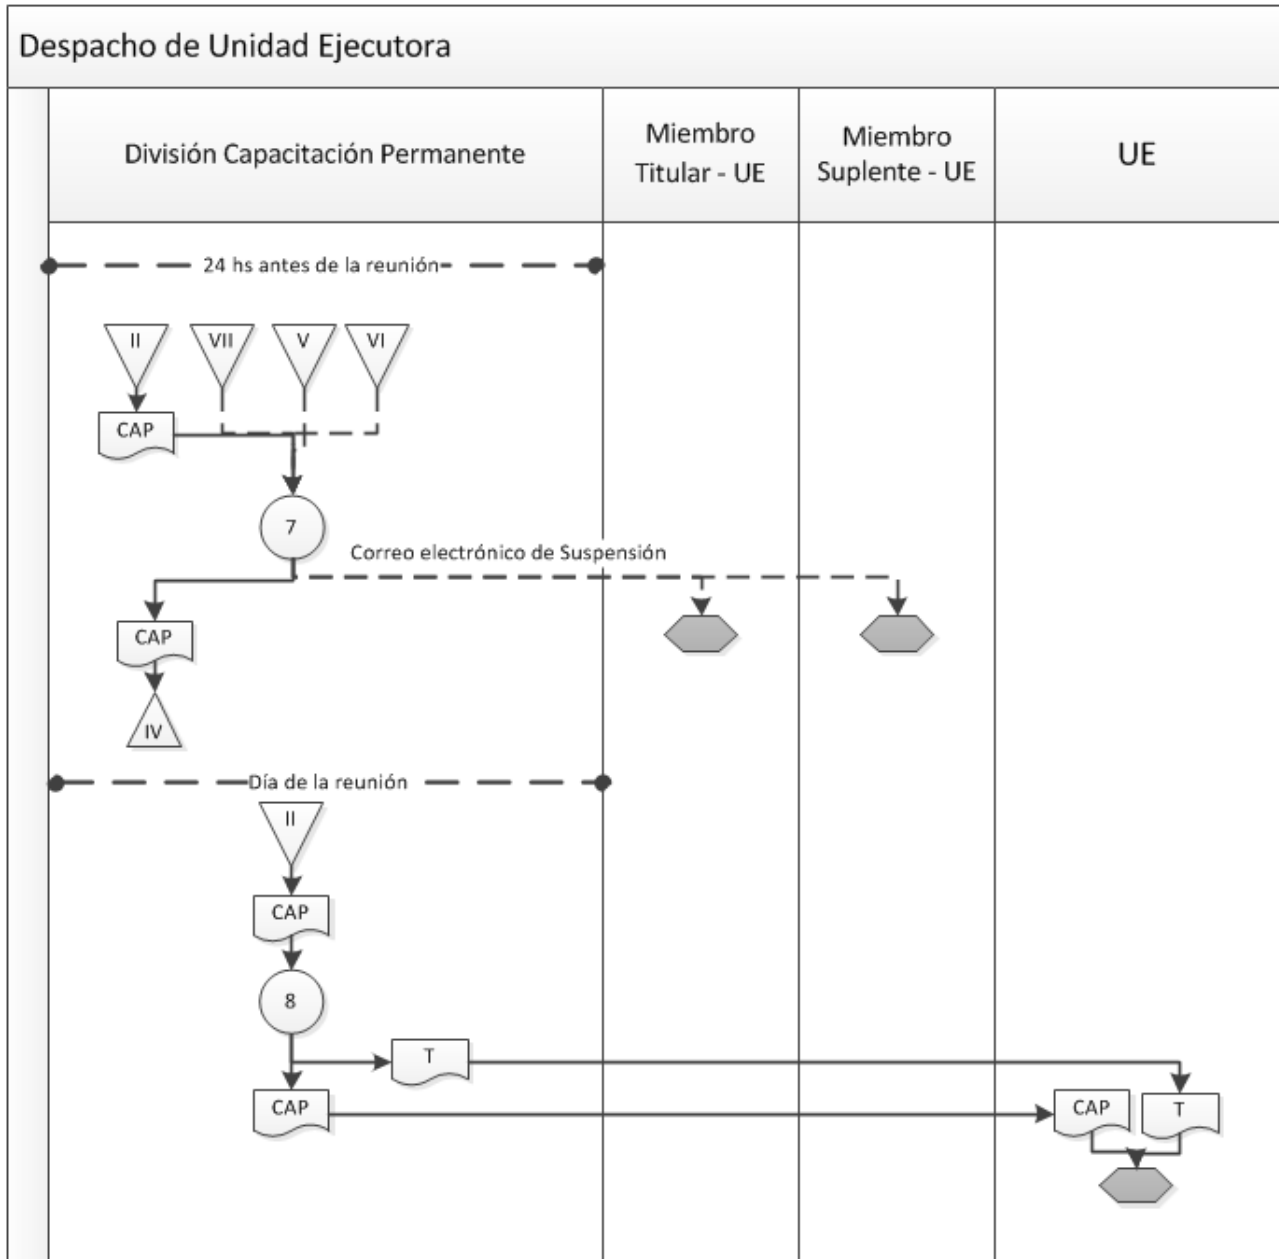 Despacho de Unidad Ejecutora
División Capacitación Permanente
Miembro
Titular - UE
Miembro
Suplente - UE
UE
24 hs antes de la reunión
II
VII
V
VI
CAP
7
Correo electrónico de Suspensión
CAP
IV
Día de la reunión
II
CAP
8
T
CAP
CAP
T